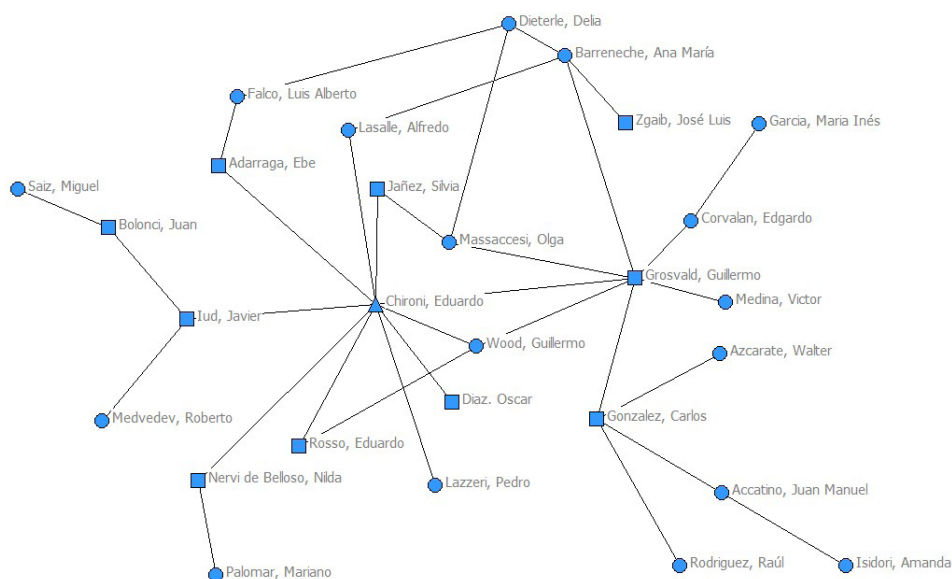 Dieterle, Delia
Barreneche, Ana María
Falco, Luis Alberto
Lasalle, Alfredo
Zgaib, José Luis
Garcia, Maria Inés
Adarraga, Ebe
Saiz, Miguel
Jañez, Silvia
Bolonci, Juan
Corvalan, Edgardo
Massaccesi, Olga
Grosvald, Guillermo
Chironi, Eduardo
Medina, Victor
Iud, Javier
Wood, Guillermo
Azcarate, Walter
Diaz. Oscar
Medvedev, Roberto
Gonzalez, Carlos
Rosso, Eduardo
Nervi de Belloso, Nilda
Lazzeri, Pedro
Accatino, Juan Manuel
Rodriguez, Raúl
Isidori, Amanda
Palomar, Mariano